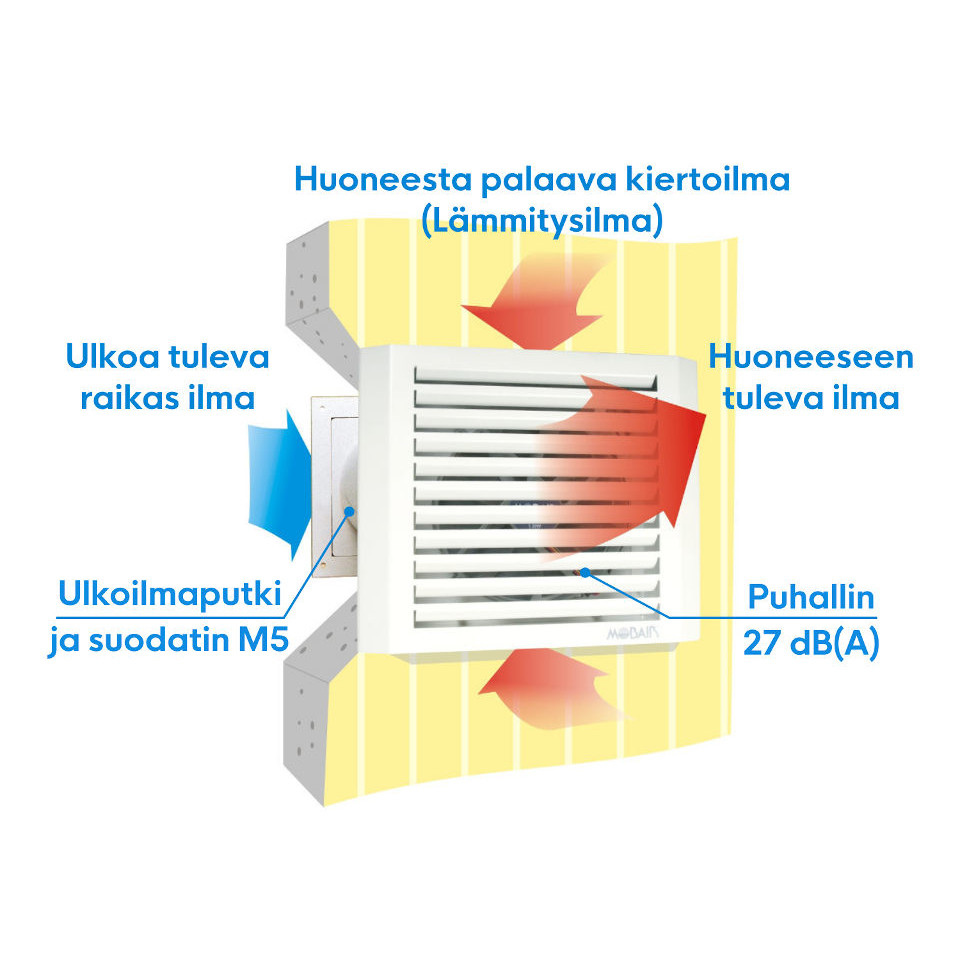 Huoneesta palaava kiertoilma
(Lämmitysilma)
Ulkoa tuleva
raikas ilma
Huoneeseen
tuleva ilma
Ulkoilmaputki
ja suodatin M5
Puhallin
27 dB(A)
MOBAIR